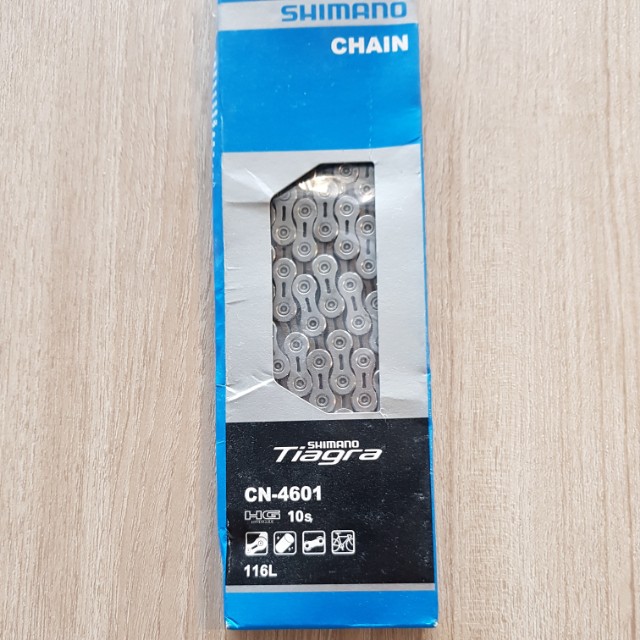 SHIMANO
CHAIN
SHIMANO
Tiagra
CN-4601
HG 10s
116L